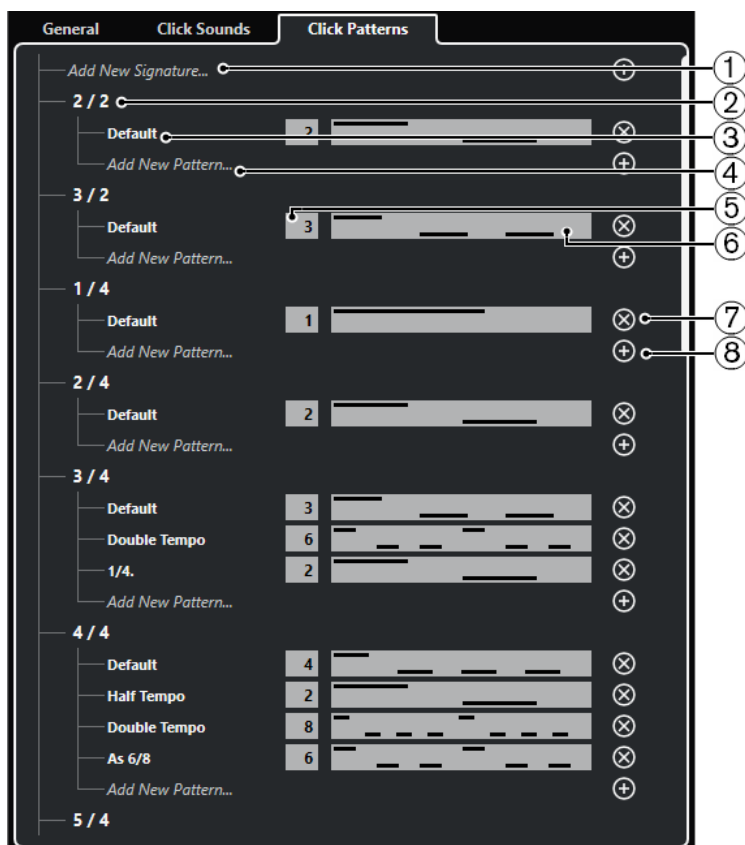 General Click Sounds Click Patterns
Add New Signature... 1
2 / 2 2
Default 2 3
Add New Pattern... 4
3 / 2 5
Default 3 6
Add New Pattern...
1 / 4
Default 1 7
Add New Pattern... 8
2 / 4
Default 2
Add New Pattern...
3 / 4
Default 3
Double Tempo 6
1/4. 2
Add New Pattern...
4 / 4
Default 4
Half Tempo 2
Double Tempo 8
As 6/8 6
Add New Pattern...
5 / 4